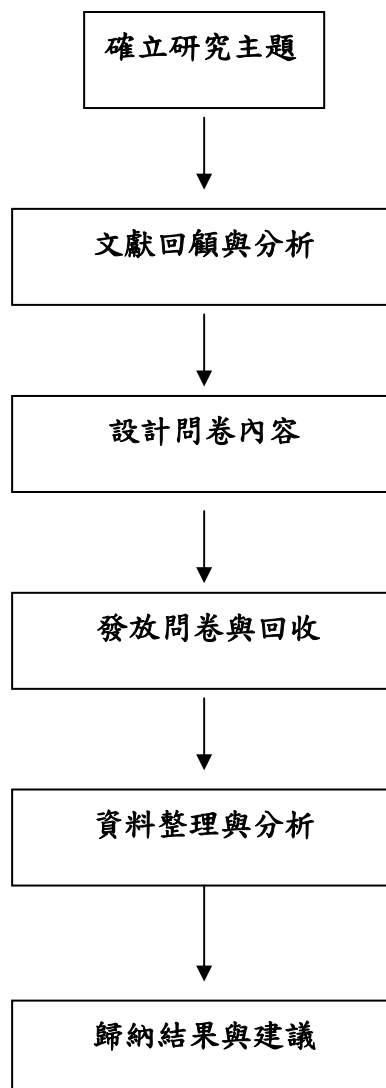 確立研究主題
文獻回顧與分析
設計問卷內容
發放問卷與回收
資料整理與分析
歸納結果與建議